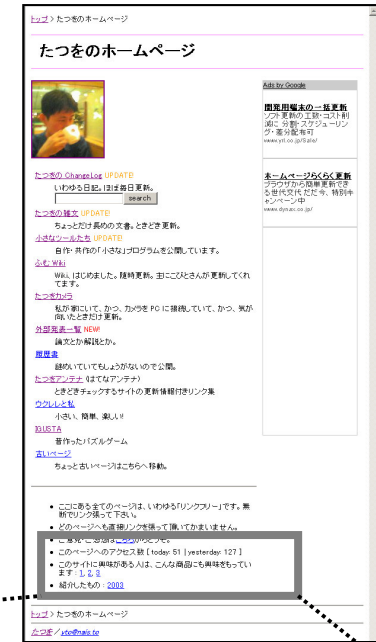 トップ > たつをのホームページ
たつをのホームページ
Ads by Google
開発用端末の一括更新
ソフト更新の工数・コスト削
減に 分割・スケジューリン
グ・差分配布可
www.yri.co.jp/Sale/
ホームページらくらく更新
ブラウザから簡単更新でき
る世代交代 だだ今、特別キ
ャンペーン中
www.dynax.co.jp/
たつをの ChangeLog UPDATE!
いわゆる日記。ほぼ毎日更新。
search
たつをの雑文 UPDATE!
ちょっとだけ長めの文書。ときどき更新。
小さなツールたち UPDATE!
自作・共作の「小さな」プログラムを公開しています。
ふむ Wiki
Wiki、はじめました。随時更新。主にこびとさんが更新してくれ
てます。
たつをカメラ
私が家にいて、かつ、カメラを PC に接続していて、かつ、気が
向いたときだけ更新。
外部発表一覧 NEW!
論文とか解説とか。
履歴書
謎めいていてもしょうがないので公開。
たつをアンテナ (はてなアンテナ)
ときどきチェックするサイトの更新情報付きリンク集
ウクレレと私
小さい、簡単、楽しい!!
IGUSTA
昔作ったパズルゲーム
古いページ
ちょっと古いページはこちらへ移動。
ここにある全てのページは、いわゆる「リンクフリー」です。無
断でリンク張って下さい。
どのページへも直接リンクを張って頂いてかまいません。
ご意見・ご感想はこちらからどうぞ。
このページへのアクセス数 [ today: 51 | yesterday: 127 ]
このサイトに興味がある人は、こんな商品にも興味をもってい
ます : 1, 2, 3
紹介したもの : 2003
トップ > たつをのホームページ
たつを / yto@nais.to